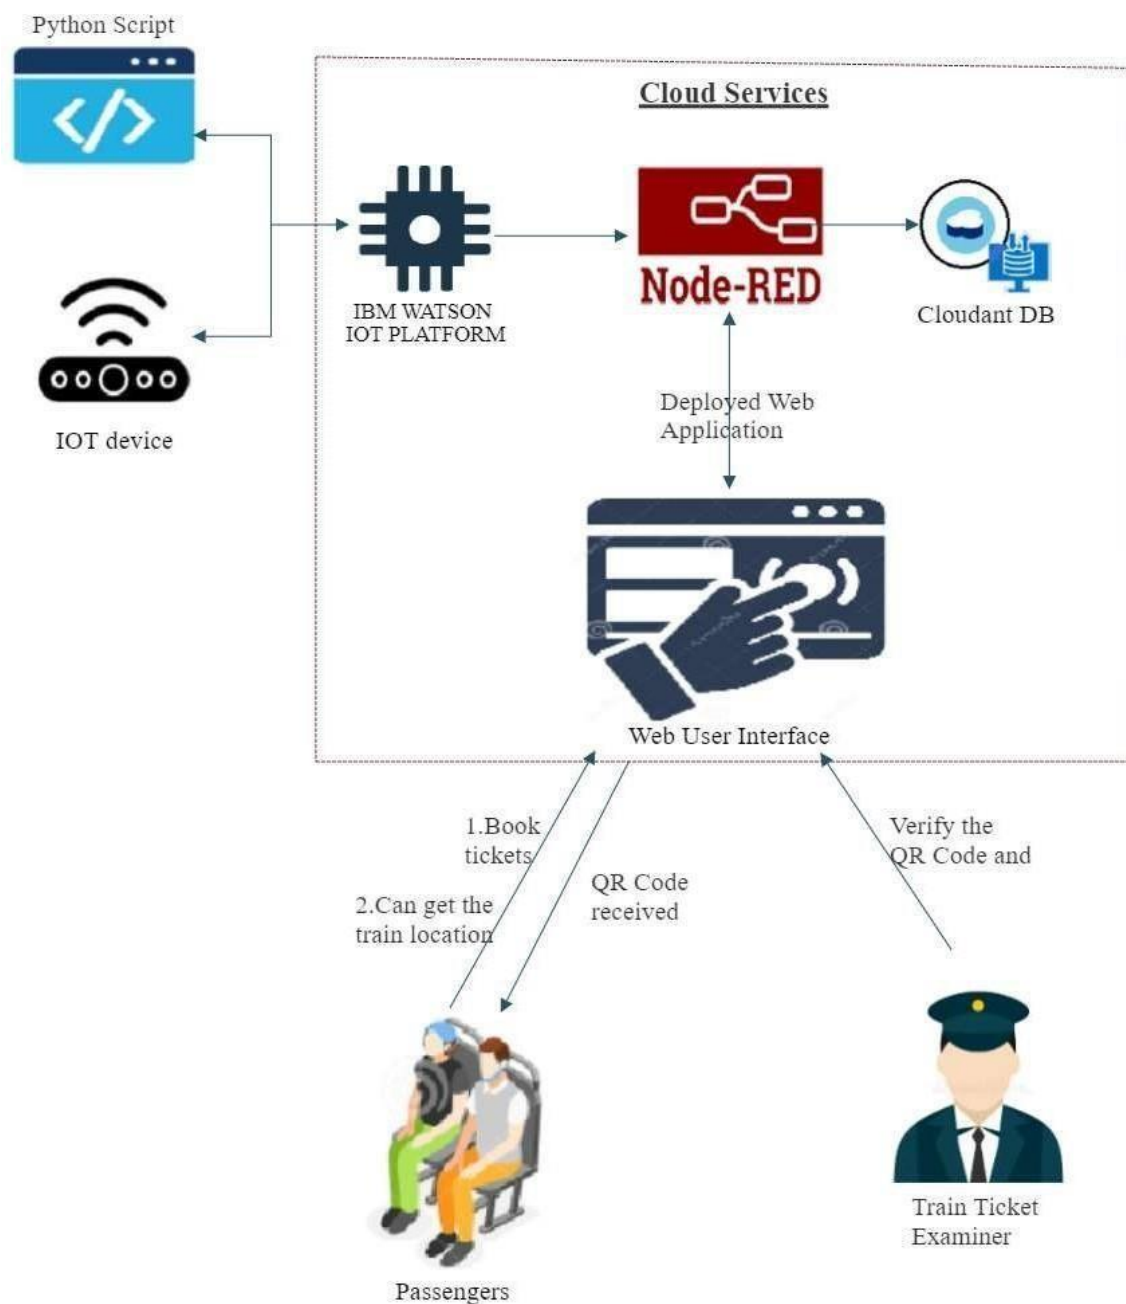 Python Script
Cloud Services
</>
Node-RED
IBM WATSON
IOT PLATFORM
Cloudant DB
IOT device
Deployed Web
Application
Web User Interface
1.Book
tickets
Verify the
QR Code and
QR Code
received
2.Can get the
train location
Train Ticket
Examiner
Passengers